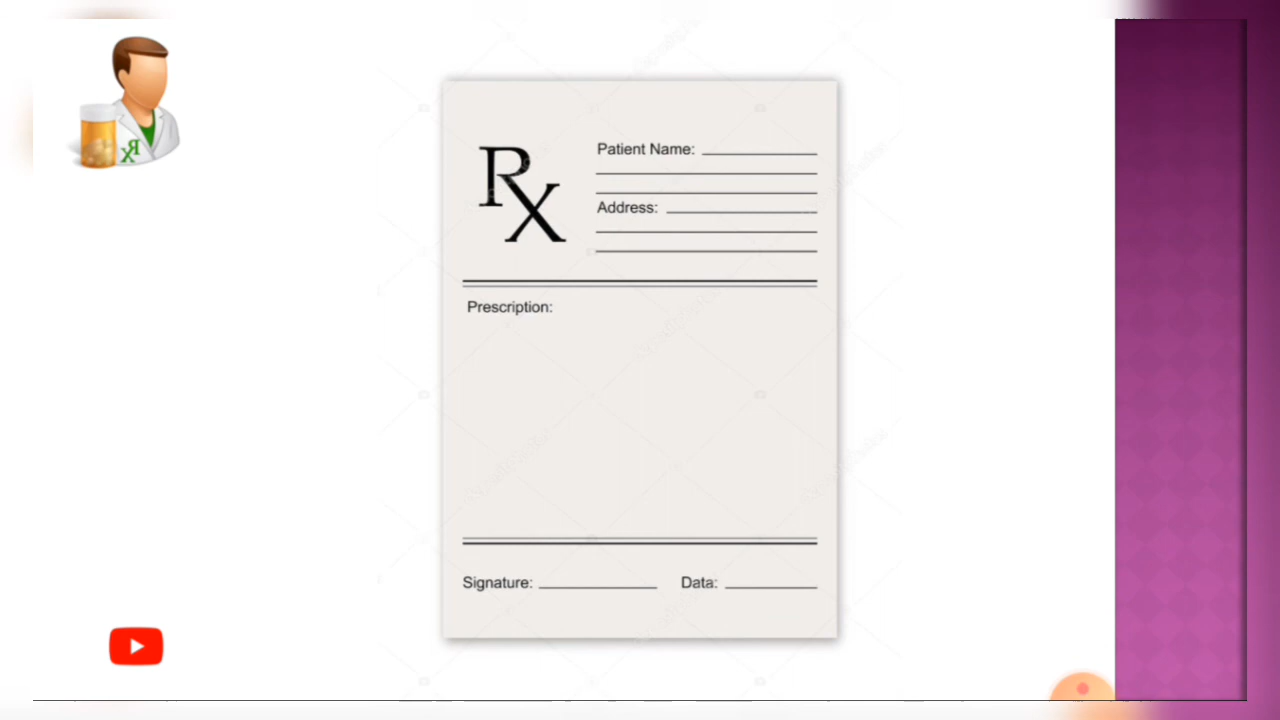 Rx
Patient Name:
Address:
Prescription:
Signature: Data: